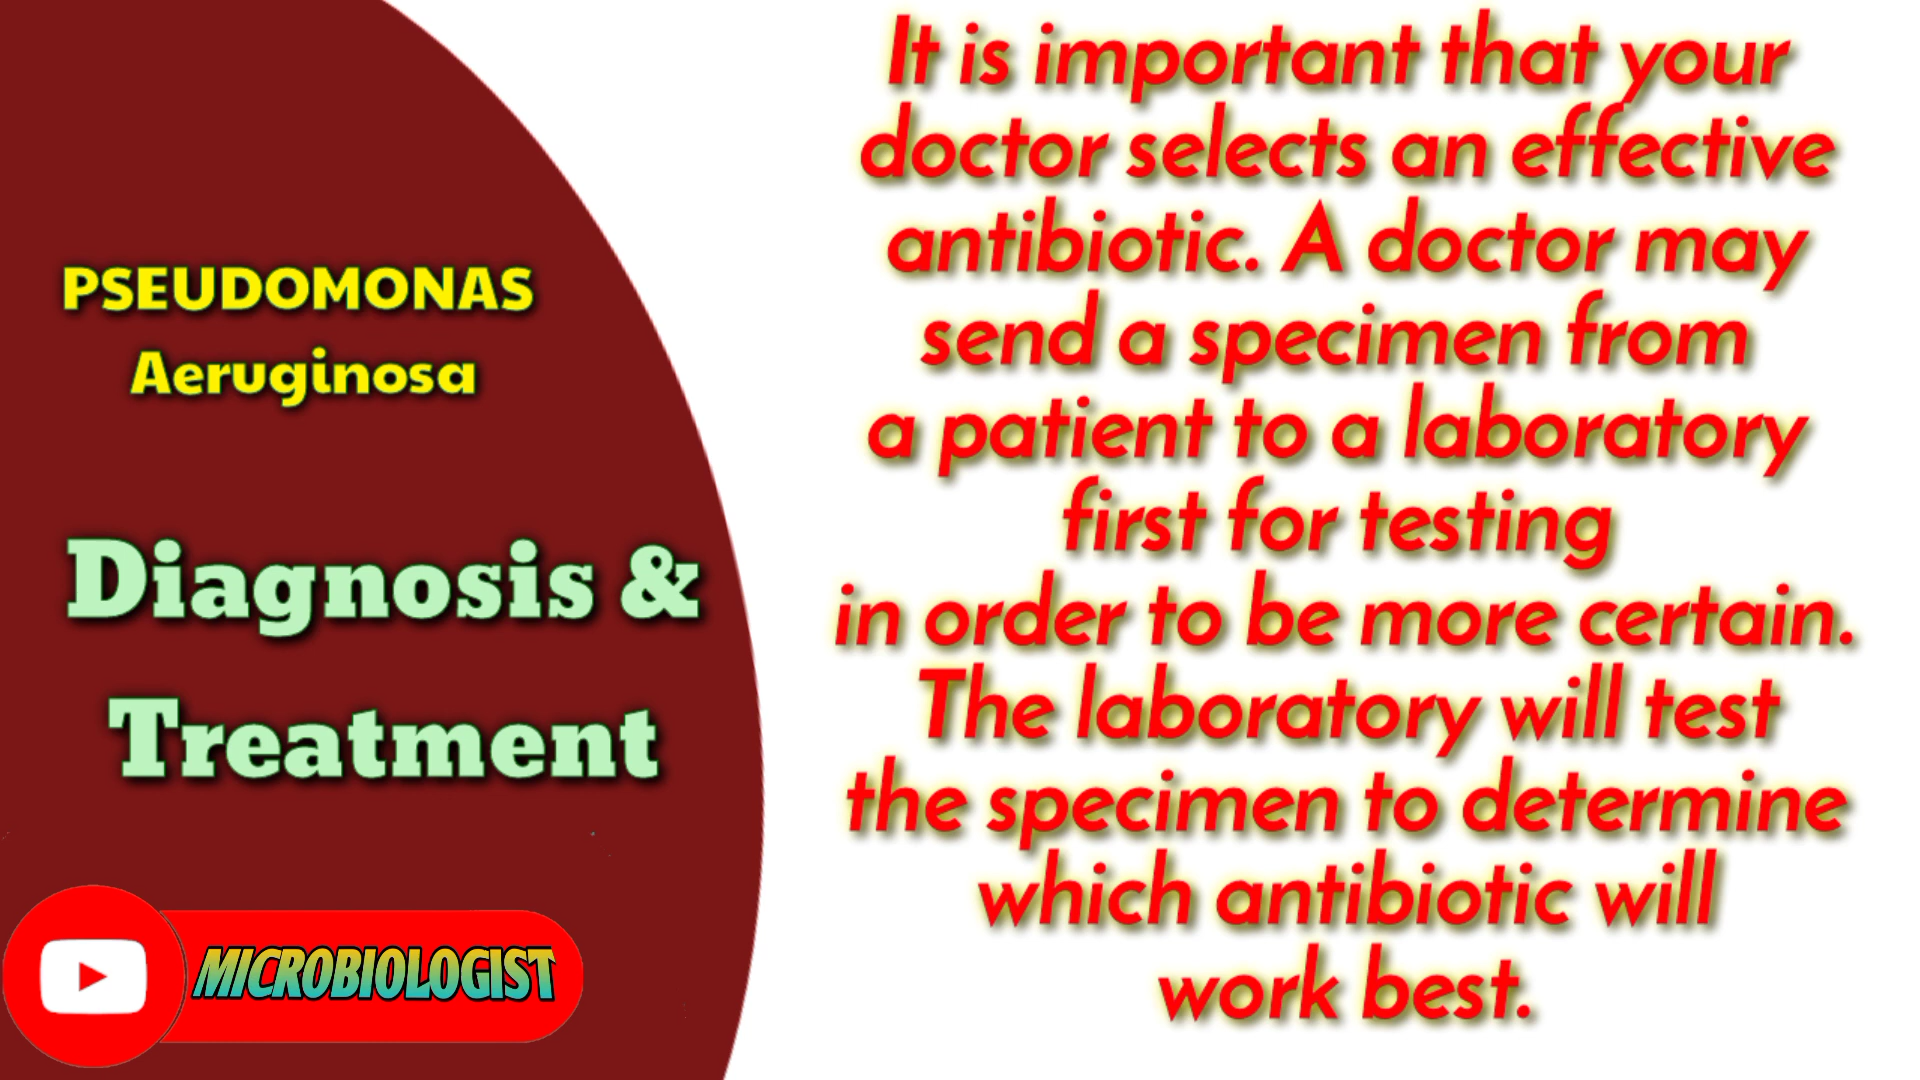 PSEUDOMONAS
Aeruginosa
Diagnosis &
Treatment
MICROBIOLOGIST
It is important that your
doctor selects an effective
antibiotic. A doctor may
send a specimen from
a patient to a laboratory
first for testing
in order to be more certain.
The laboratory will test
the specimen to determine
which antibiotic will
work best.